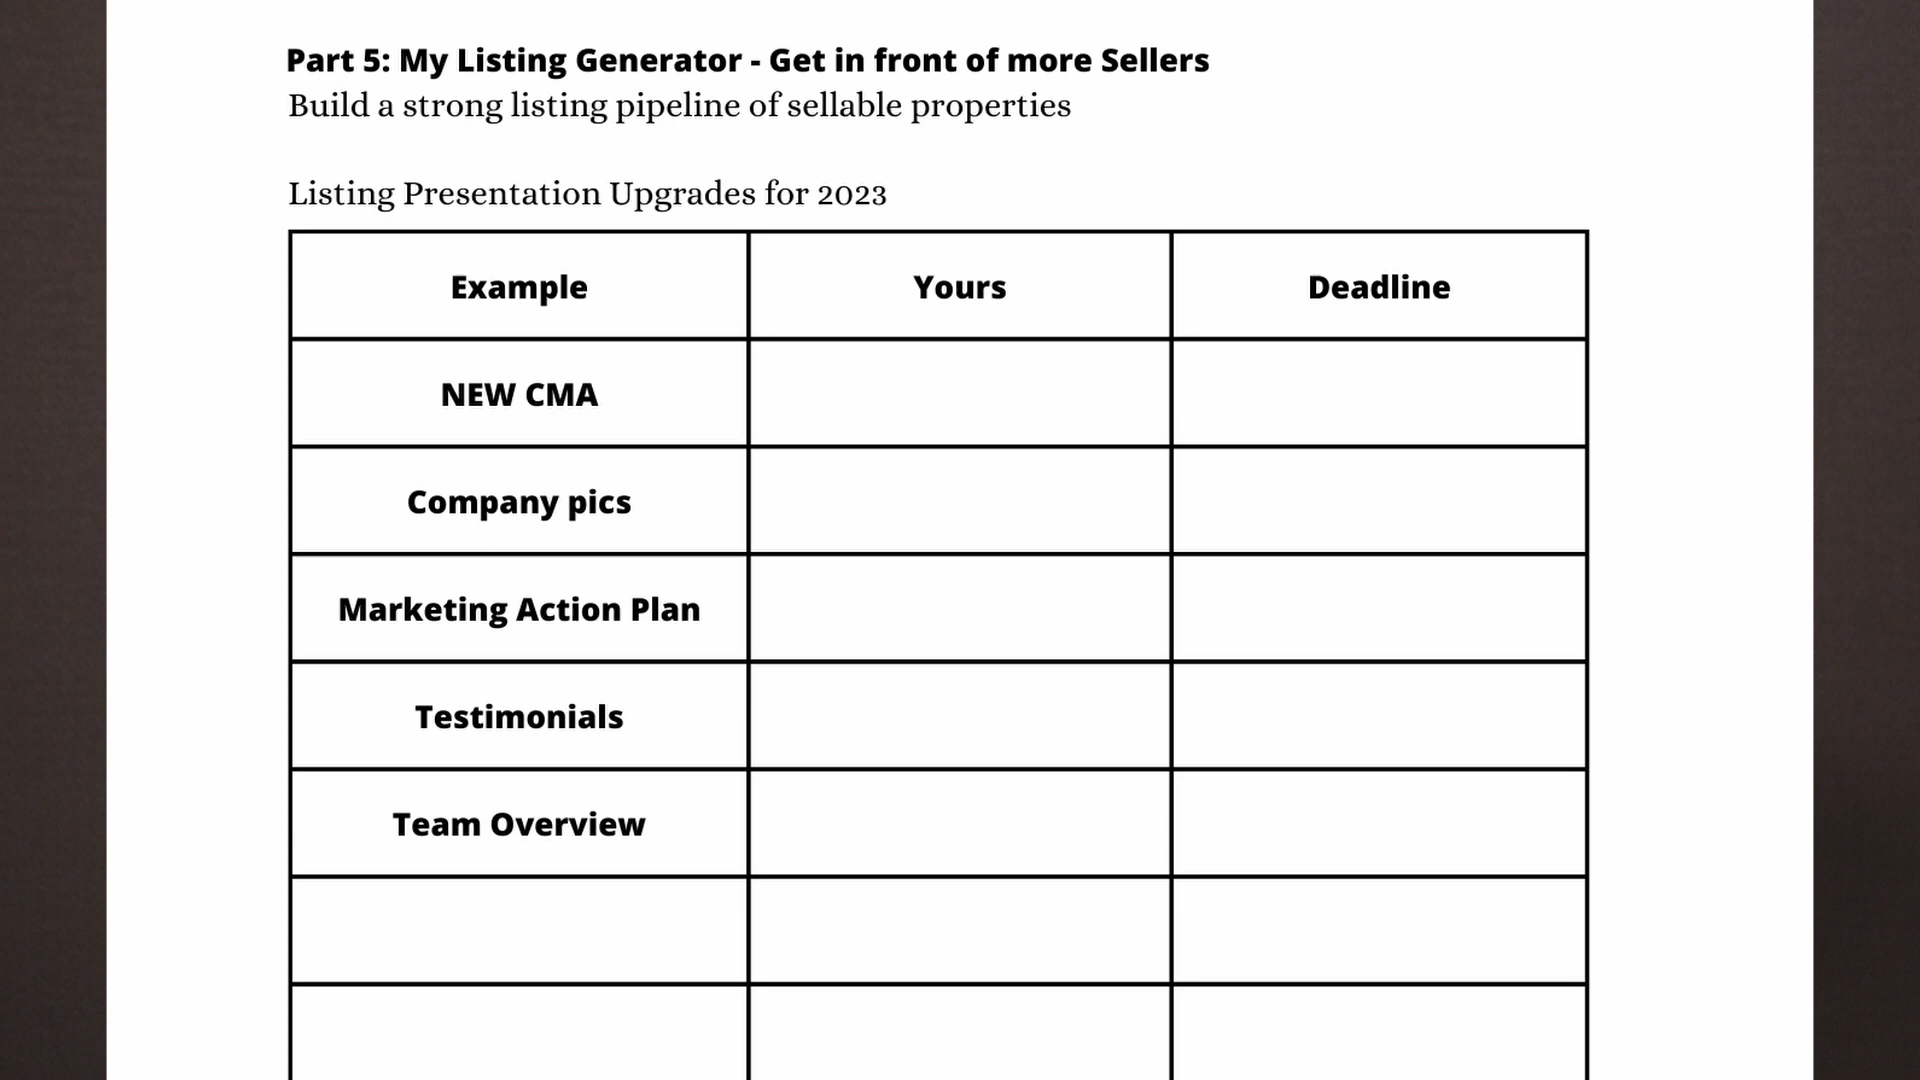 Part 5: My Listing Generator - Get in front of more Sellers
Build a strong listing pipeline of sellable properties
Listing Presentation Upgrades for 2023
Example Yours Deadline
NEW CMA
Company pics
Marketing Action Plan
Testimonials
Team Overview